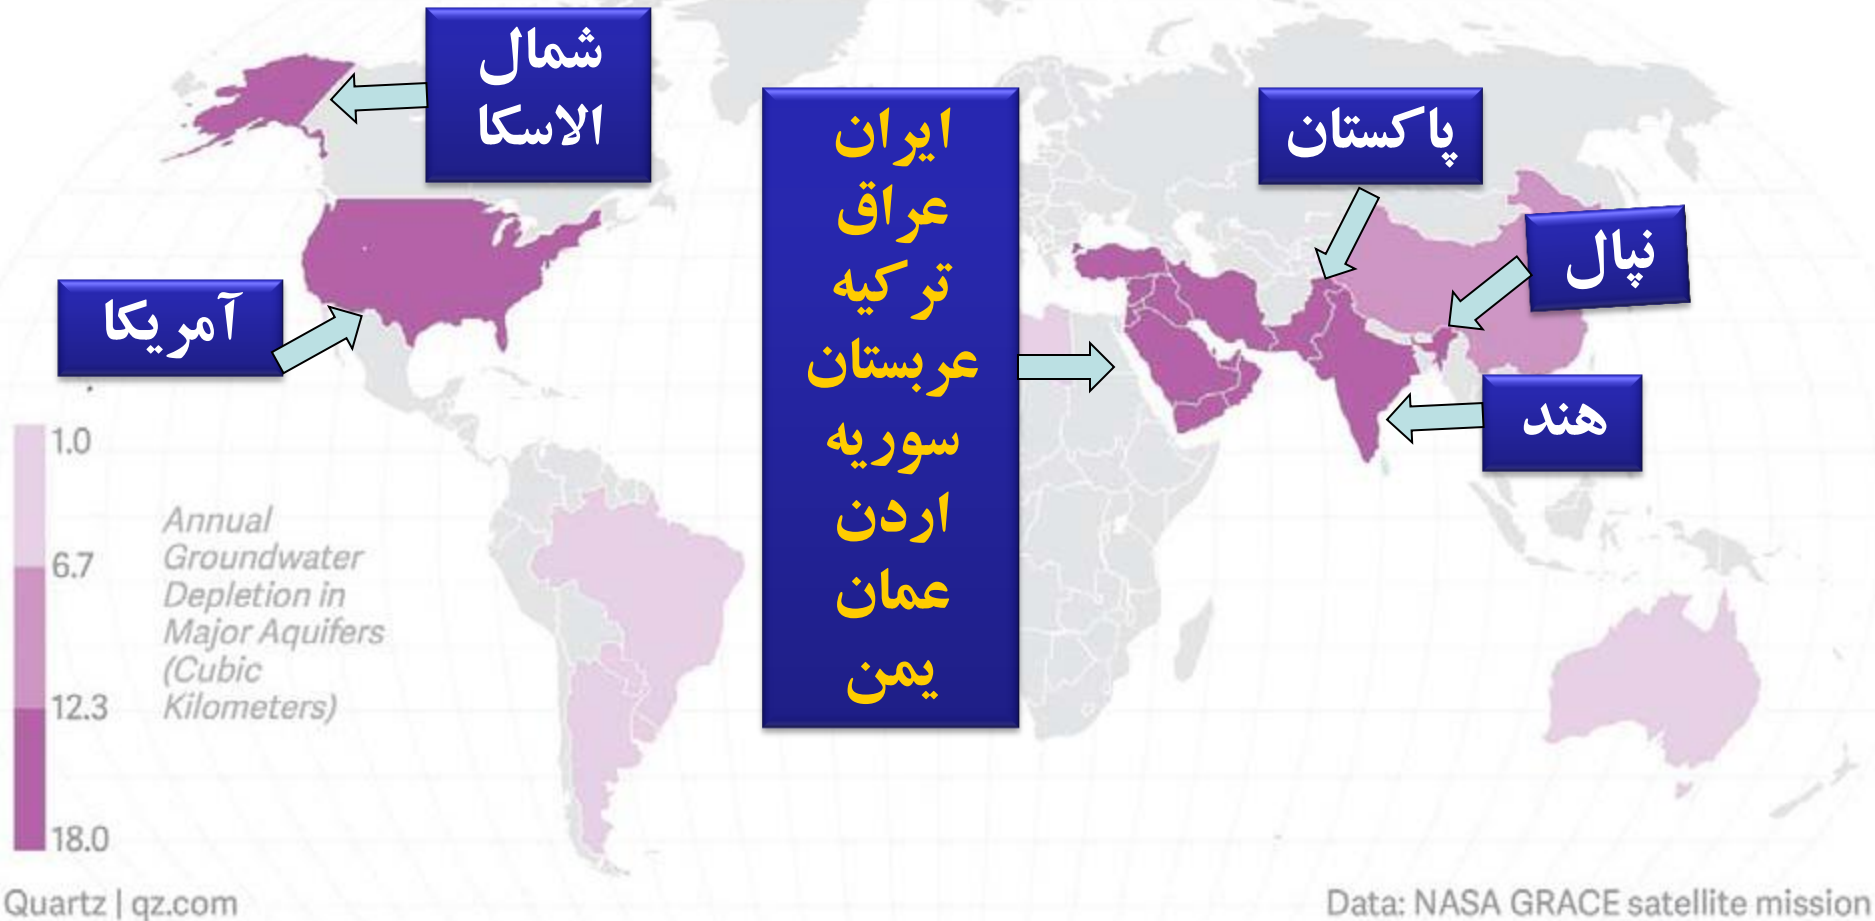 شمال
الاسکا
ایران
عراق
ترکیه
عربستان
سوریه
اردن
عمان
یمن
پاکستان
نپال
آمریکا
هند
1.0
6.7
12.3
18.0
Annual
Groundwater
Depletion in
Major Aquifers
(Cubic
Kilometers)
Quartz | qz.com
Data: NASA GRACE satellite mission